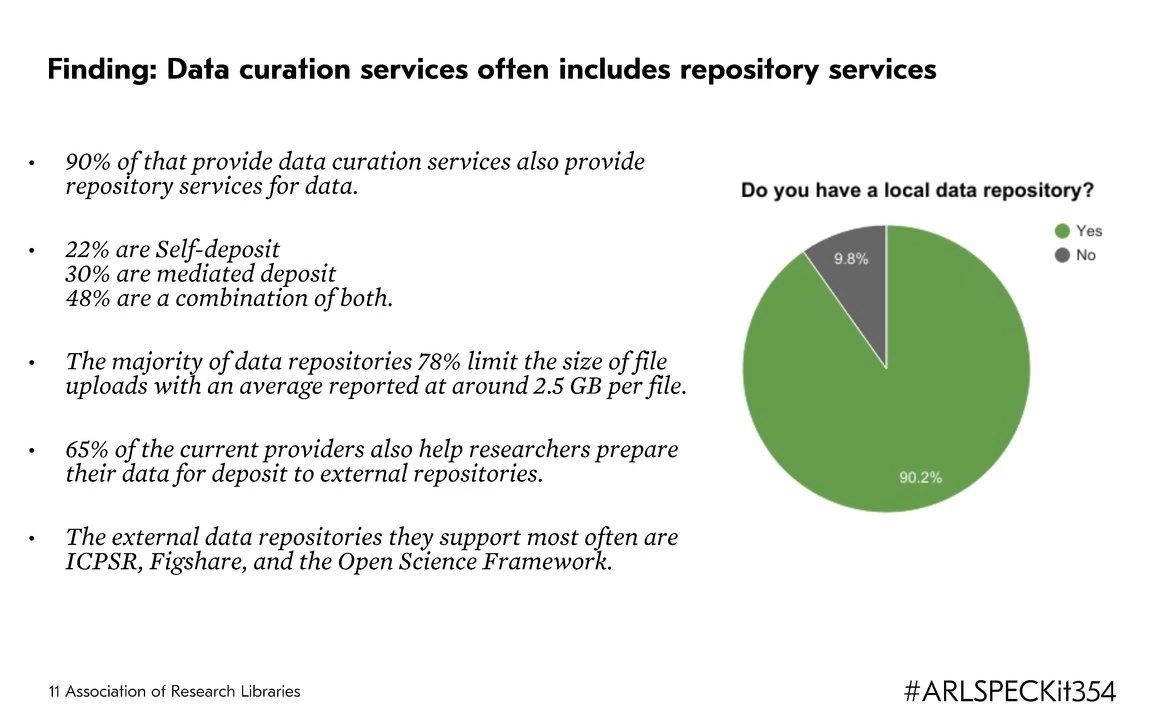 Finding: Data curation services often includes repository services
• 90% of that provide data curation services also provide
repository services for data.
• 22% are Self-deposit
30% are mediated deposit
48% are a combination of both.
• The majority of data repositories 78% limit the size of file
uploads with an average reported at around 2.5 GB per file.
• 65% of the current providers also help researchers prepare
their data for deposit to external repositories.
• The external data repositories they support most often are
ICPSR, Figshare, and the Open Science Framework.
Do you have a local data repository?
Yes
No
9.8%
90.2%
11 Association of Research Libraries
#ARLSPECKit354